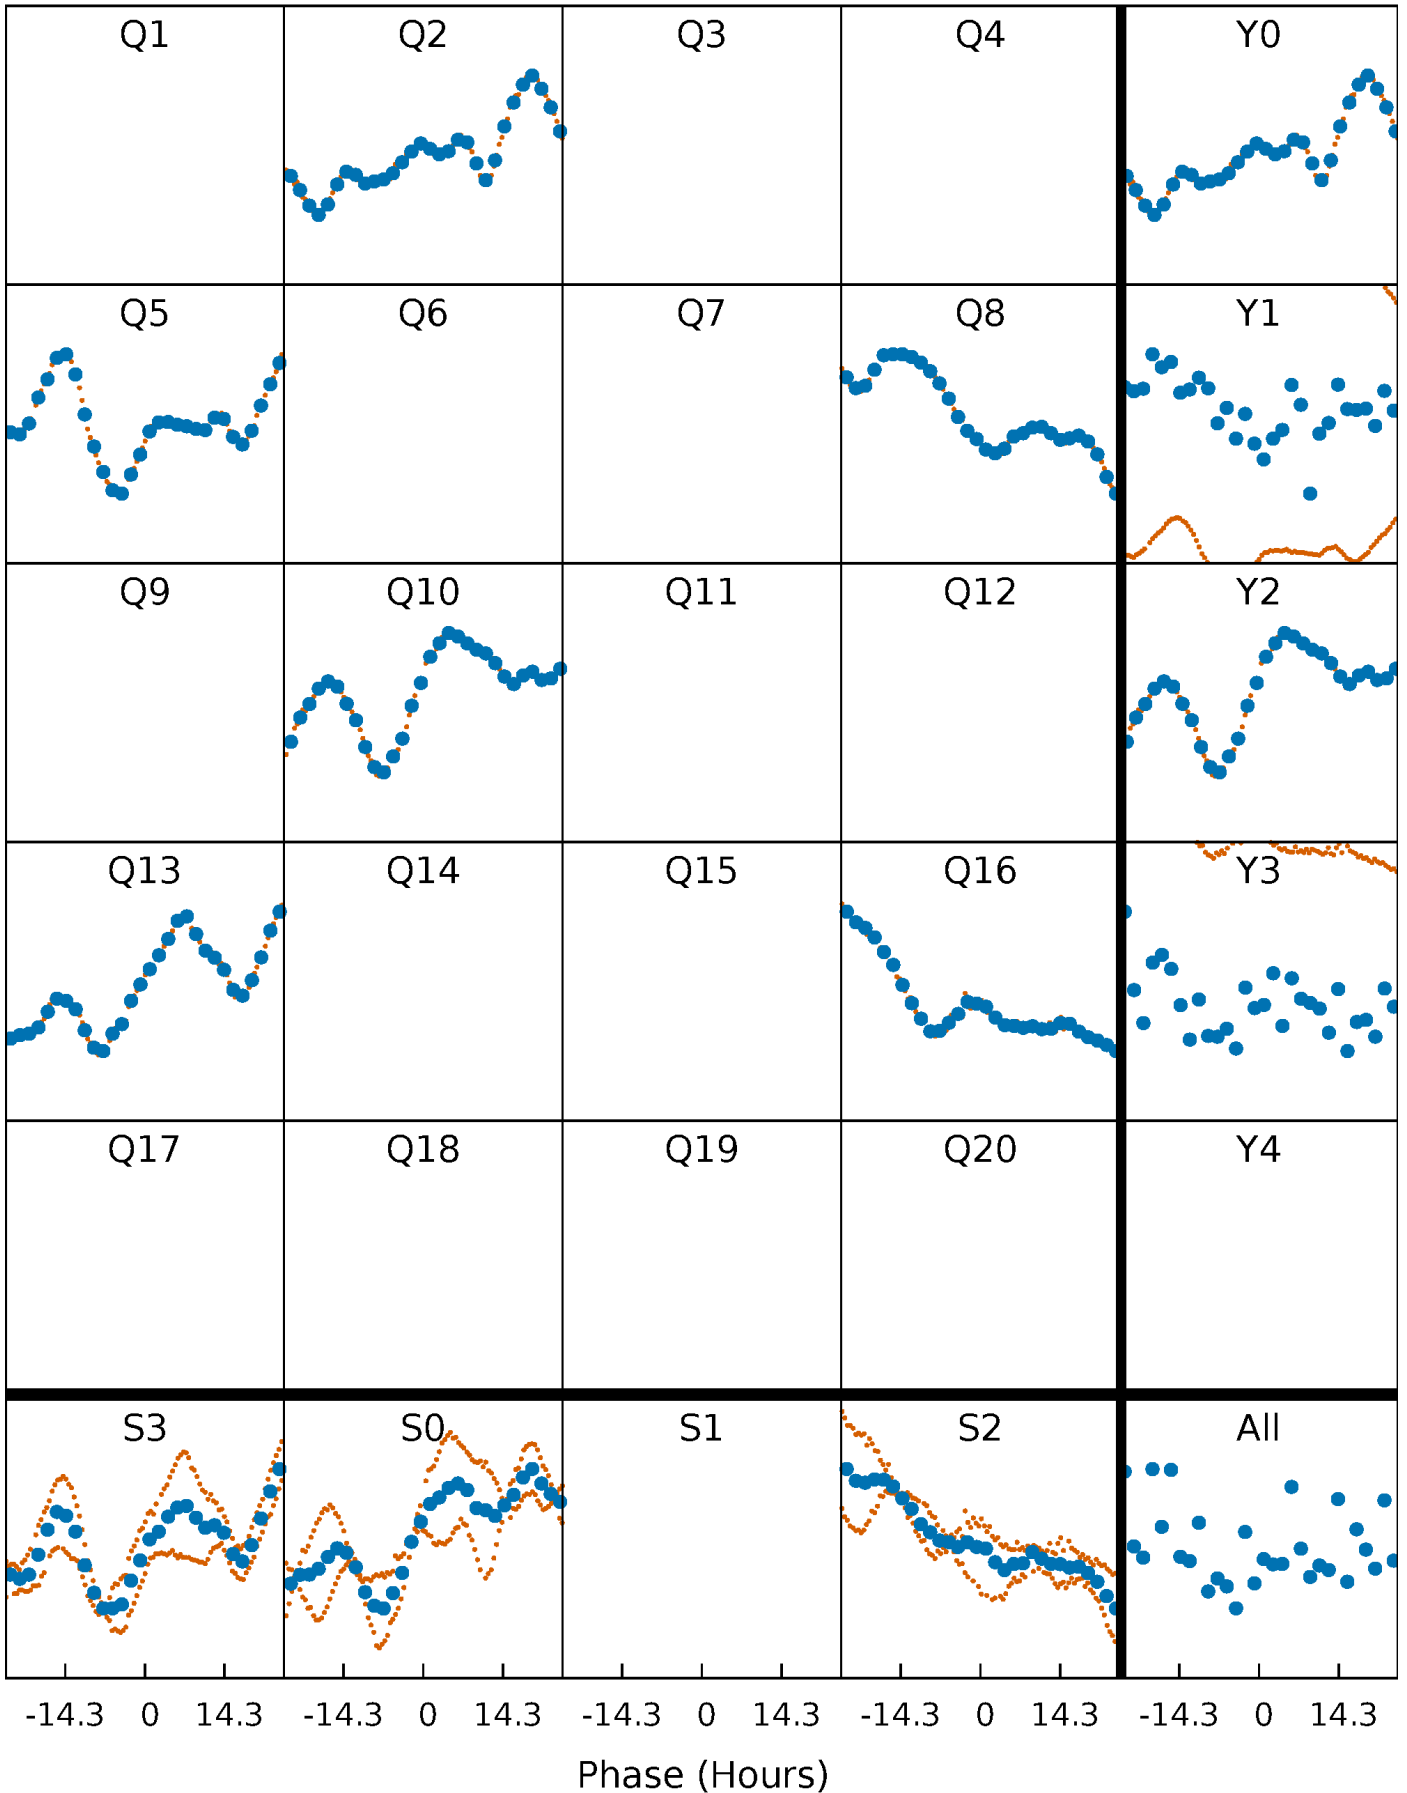 Q1 Q2 Q3 Q4 Y0
Q5 Q6 Q7 Q8 Y1
Q9 Q10 Q11 Q12 Y2
Q13 Q14 Q15 Q16 Y3
Q17 Q18 Q19 Q20 Y4
S3 S0 S1 S2 All
-14.3 0 14.3 -14.3 0 14.3 -14.3 0 14.3 -14.3 0 14.3 -14.3 0 14.3
Phase (Hours)